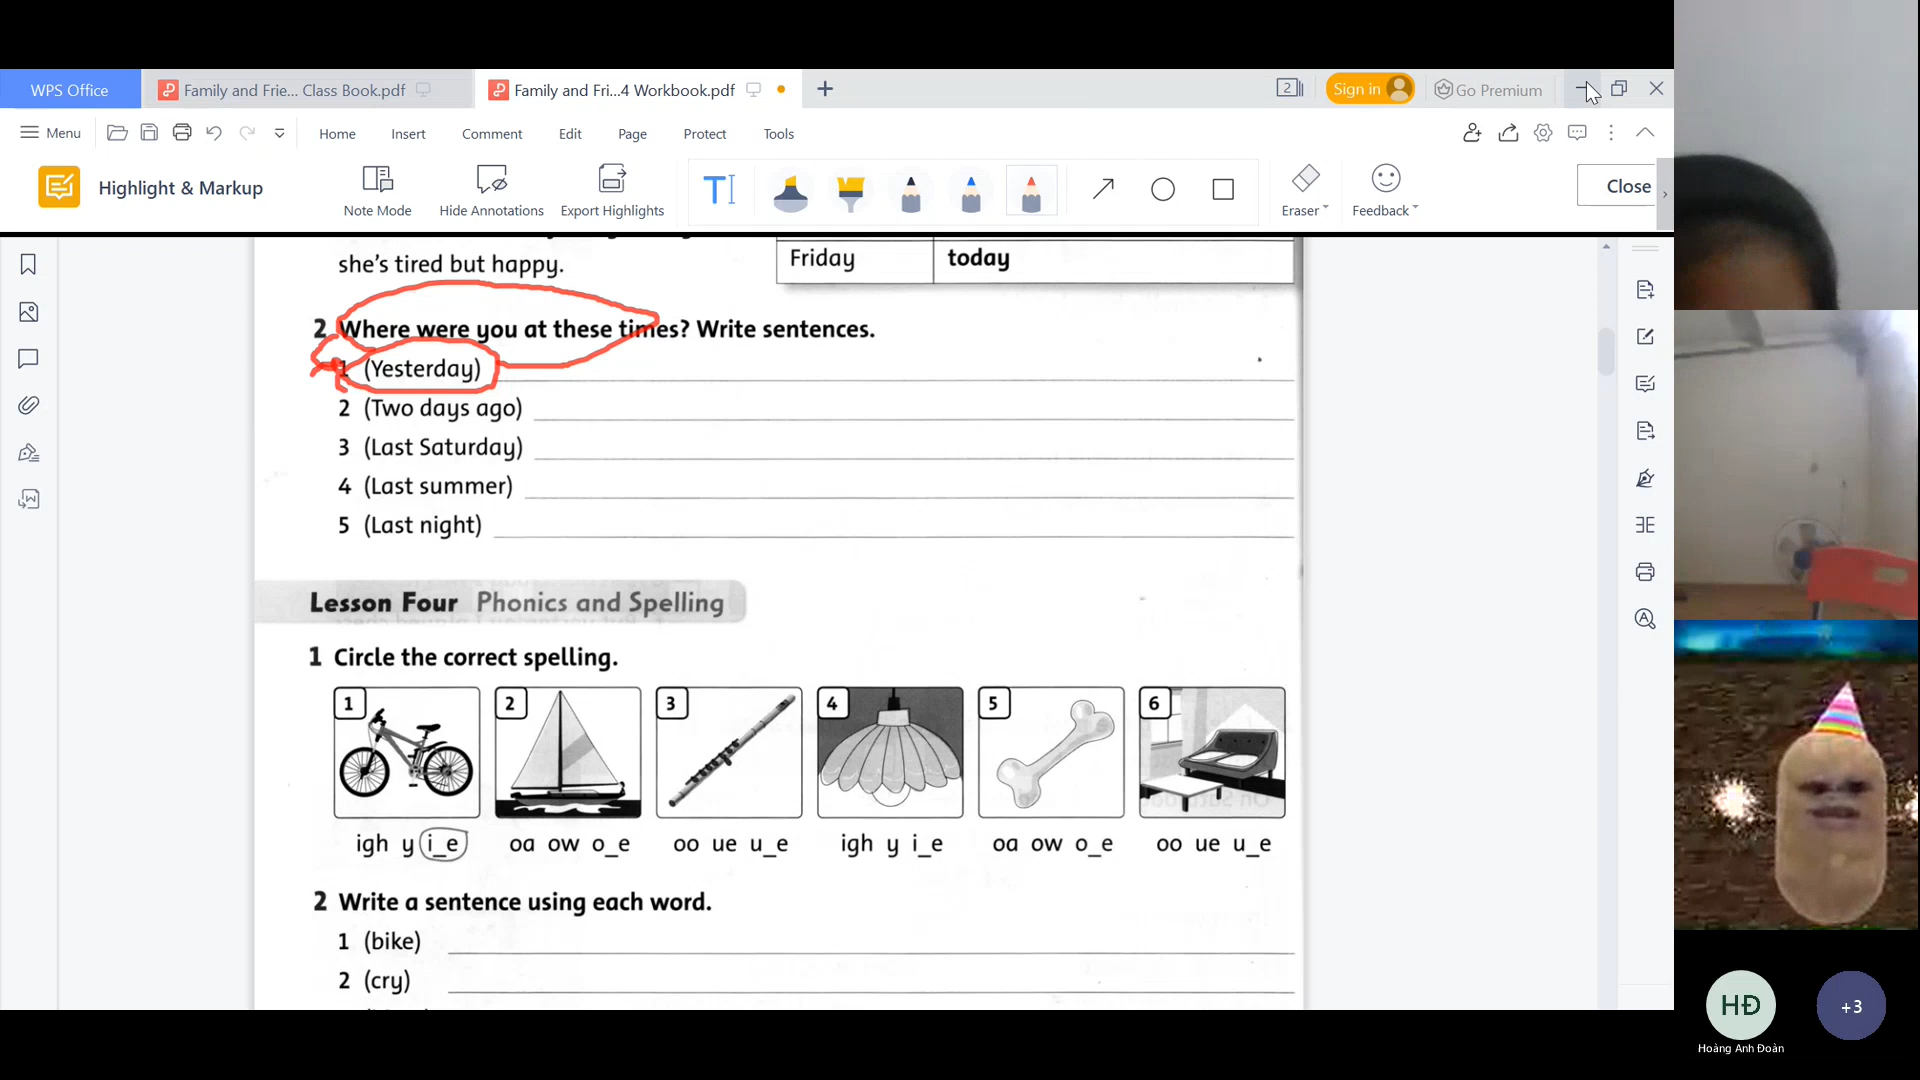 WPS Office
Family and Frie... Class Book.pdf
Family and Fri...4 Workbook.pdf
2
Sign in
Go Premium
Menu
Home
Insert
Comment
Edit
Page
Protect
Tools
Highlight & Markup
Note Mode
Hide Annotations
Export Highlights
Eraser
Feedback
Close
she's tired but happy.
Friday today
2 Where were you at these times? Write sentences.
1 (Yesterday)
2 (Two days ago)
3 (Last Saturday)
4 (Last summer)
5 (Last night)
Lesson Four Phonics and Spelling
1 Circle the correct spelling.
1 2 3 4 5 6
igh y i_e oa ow o_e oo ue u_e igh y i_e oa ow o_e oo ue u_e
2 Write a sentence using each word.
1 (bike)
2 (cry)
HĐ
+3
Hoàng Anh Đoàn